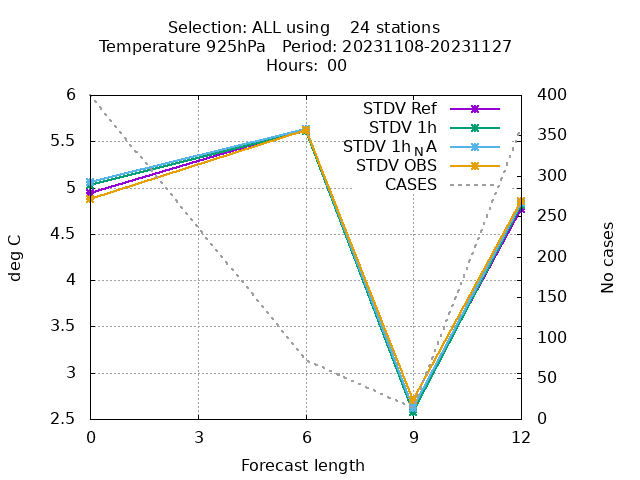 Selection: ALL using    24 stations
Temperature 925hPa   Period: 20231108-20231127
Hours:  00
STDV Ref
STDV 1h
STDV 1h_NA
STDV OBS
CASES
6
5.5
5
4.5
4
3.5
3
2.5
400
350
300
250
200
150
100
50
0
deg C
No cases
0 3 6 9 12
Forecast length